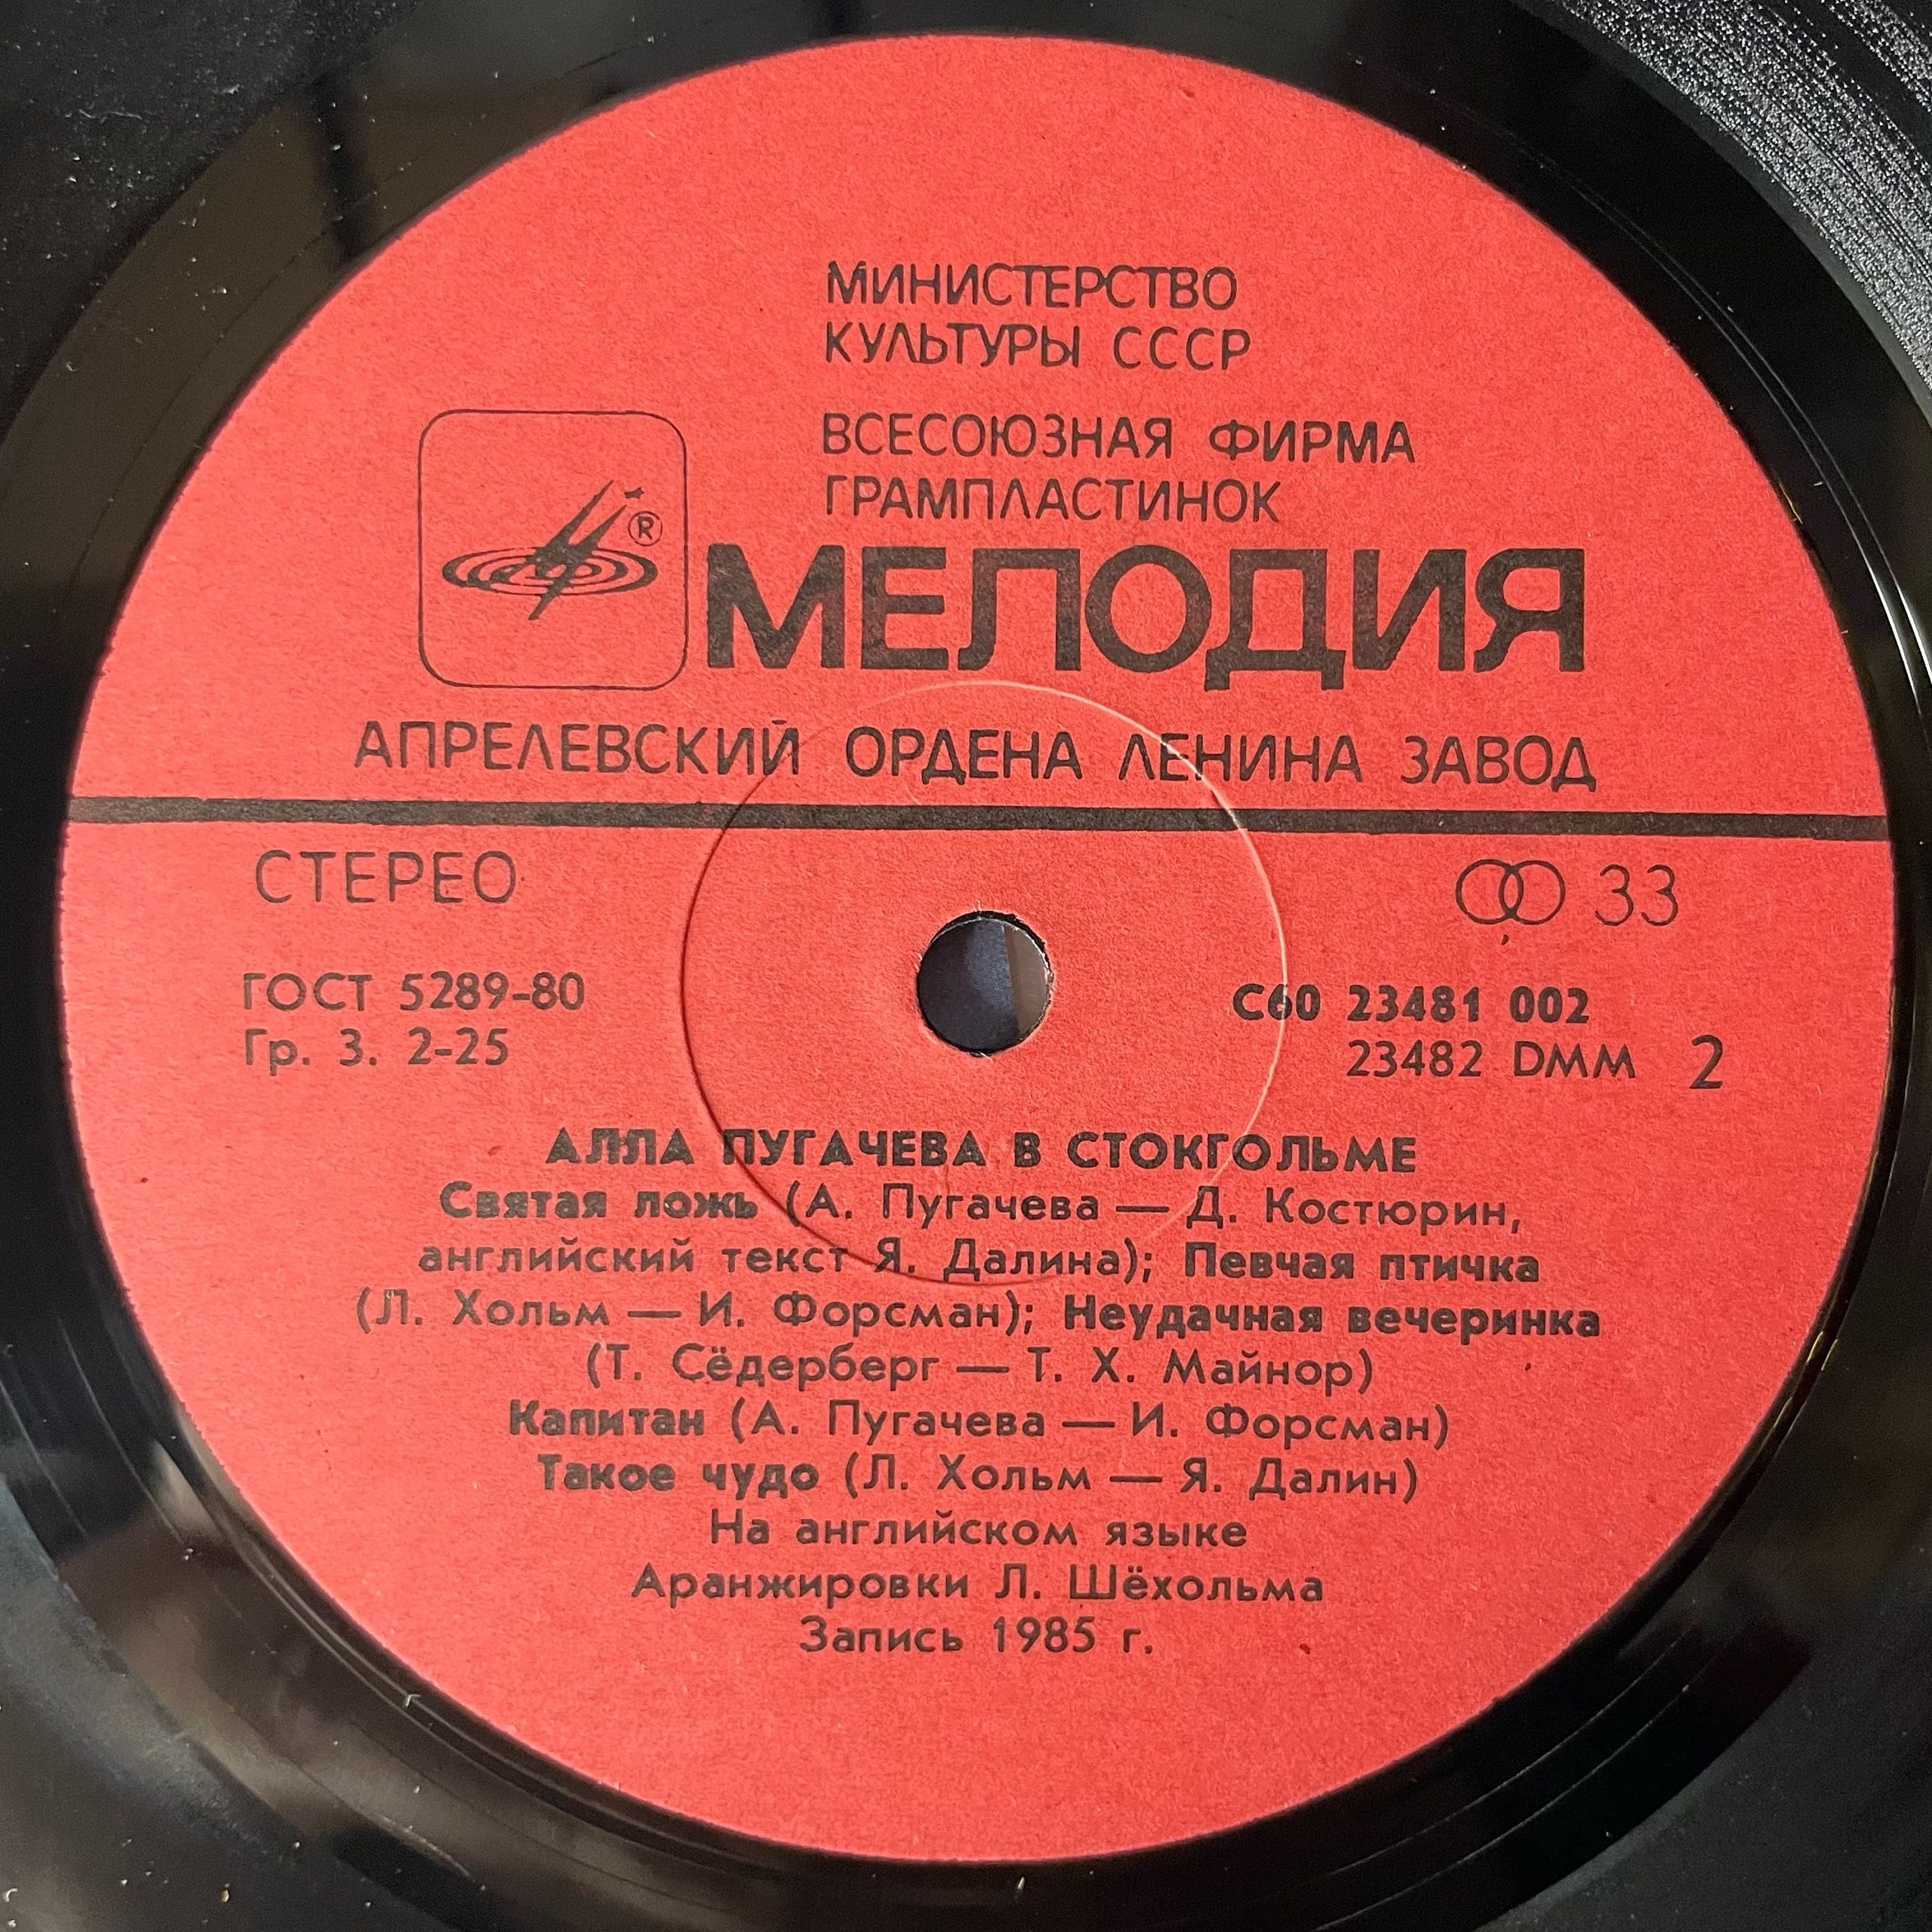 МИНИСТЕРСТВО
КУЛЬТУРЫ СССР
ВСЕСОЮЗНАЯ ФИРМА
ГРАМПЛАСТИНОК
®
МЕЛОДИЯ
АПРЕЛЕВСКИЙ ОРДЕНА ЛЕНИНА ЗАВОД
СТЕРЕО
33
ГОСТ 5289-80
Гр. 3. 2-25
С60 23481 002
23482 DMM 2
АЛЛА ПУГАЧЕВА В СТОКГОЛЬМЕ
Святая ложь (А. Пугачева — Д. Костюрин,
английский текст Я. Далина); Певчая птичка
(Л. Хольм — И. Форсман); Неудачная вечеринка
(Т. Сёдерберг — Т. Х. Майнор)
Капитан (А. Пугачева — И. Форсман)
Такое чудо (Л. Хольм — Я. Далин)
На английском языке
Аранжировки Л. Шёхольма
Запись 1985 г.